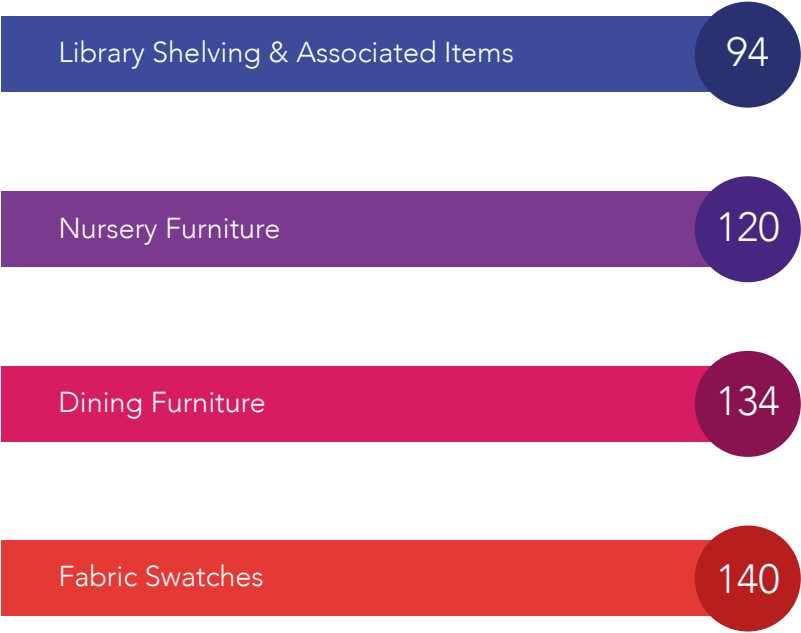 Library Shelving & Associated Items 94
Nursery Furniture 120
Dining Furniture 134
Fabric Swatches 140